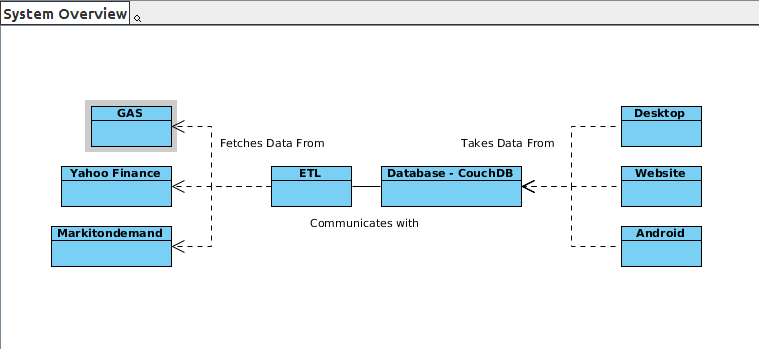 System Overview
GAS
Desktop
Fetches Data From
Takes Data From
Yahoo Finance
ETL
Database - CouchDB
Website
Communicates with
Markitondemand
Android